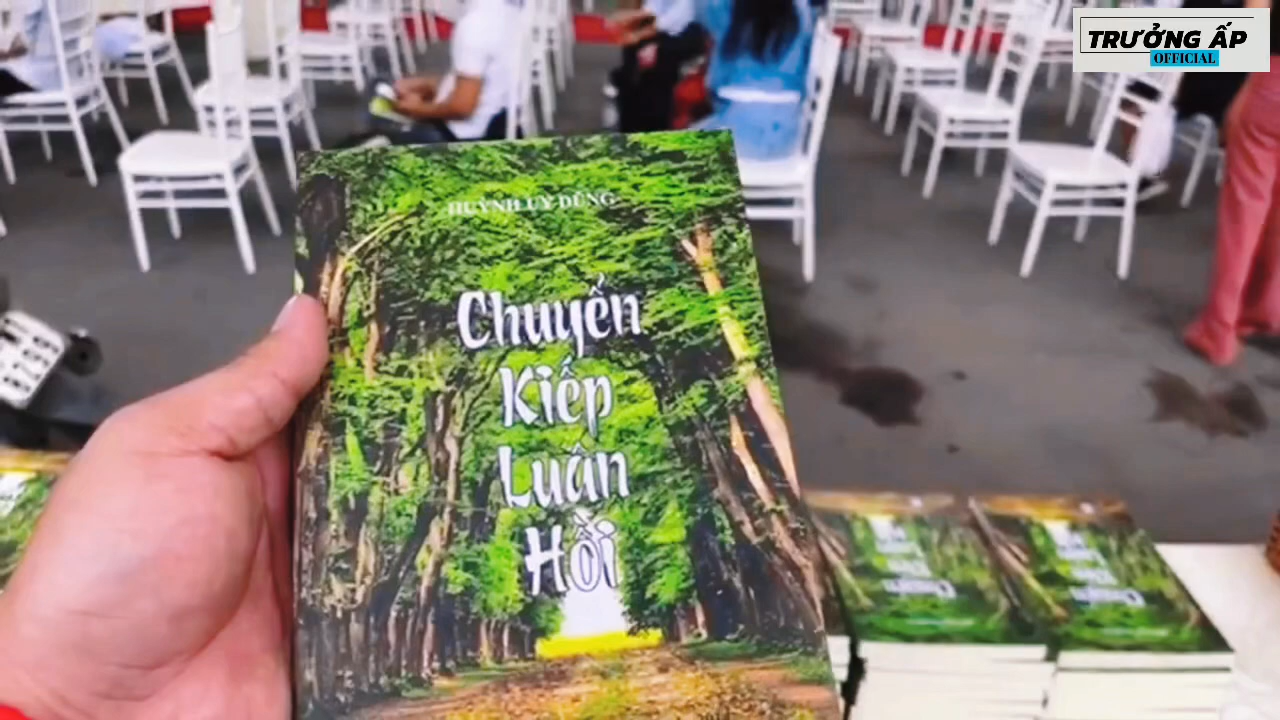 TRƯỞNG ẤP
OFFICIAL
HUỲNH UY DŨNG
Chuyển
Kiếp
Luân
Hồi